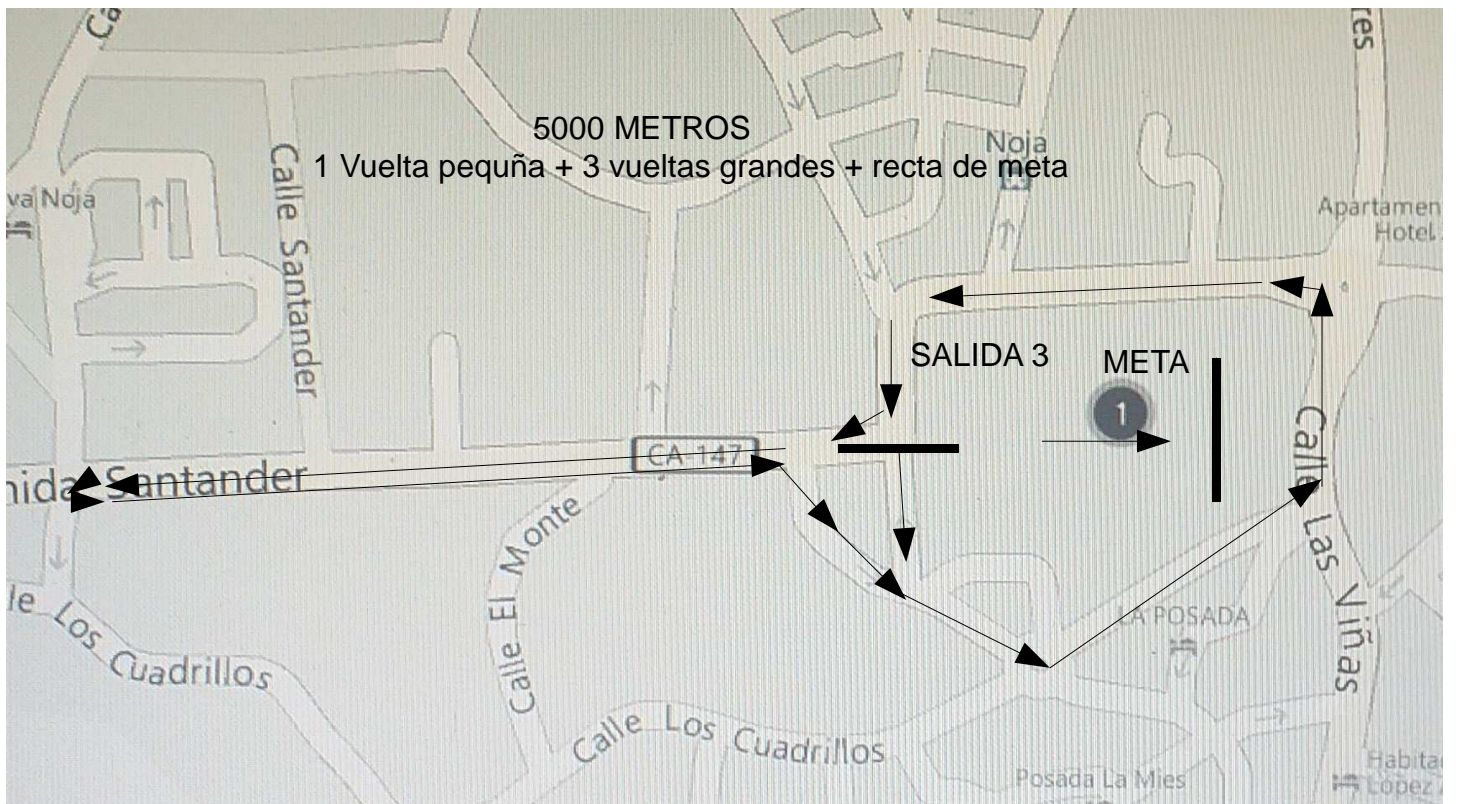 Ca
res
5000 METROS
1 Vuelta pequña + 3 vueltas grandes + recta de meta
Noja
Calle Santander
va Noja
Apartamen
Hotel
SALIDA 3
META
1
CA-147
nida Santander
Calle Las Viñas
Calle El Monte
le Los Cuadrillos
LA POSADA
Calle Los Cuadrillos
Posada La Mies
Habita
López